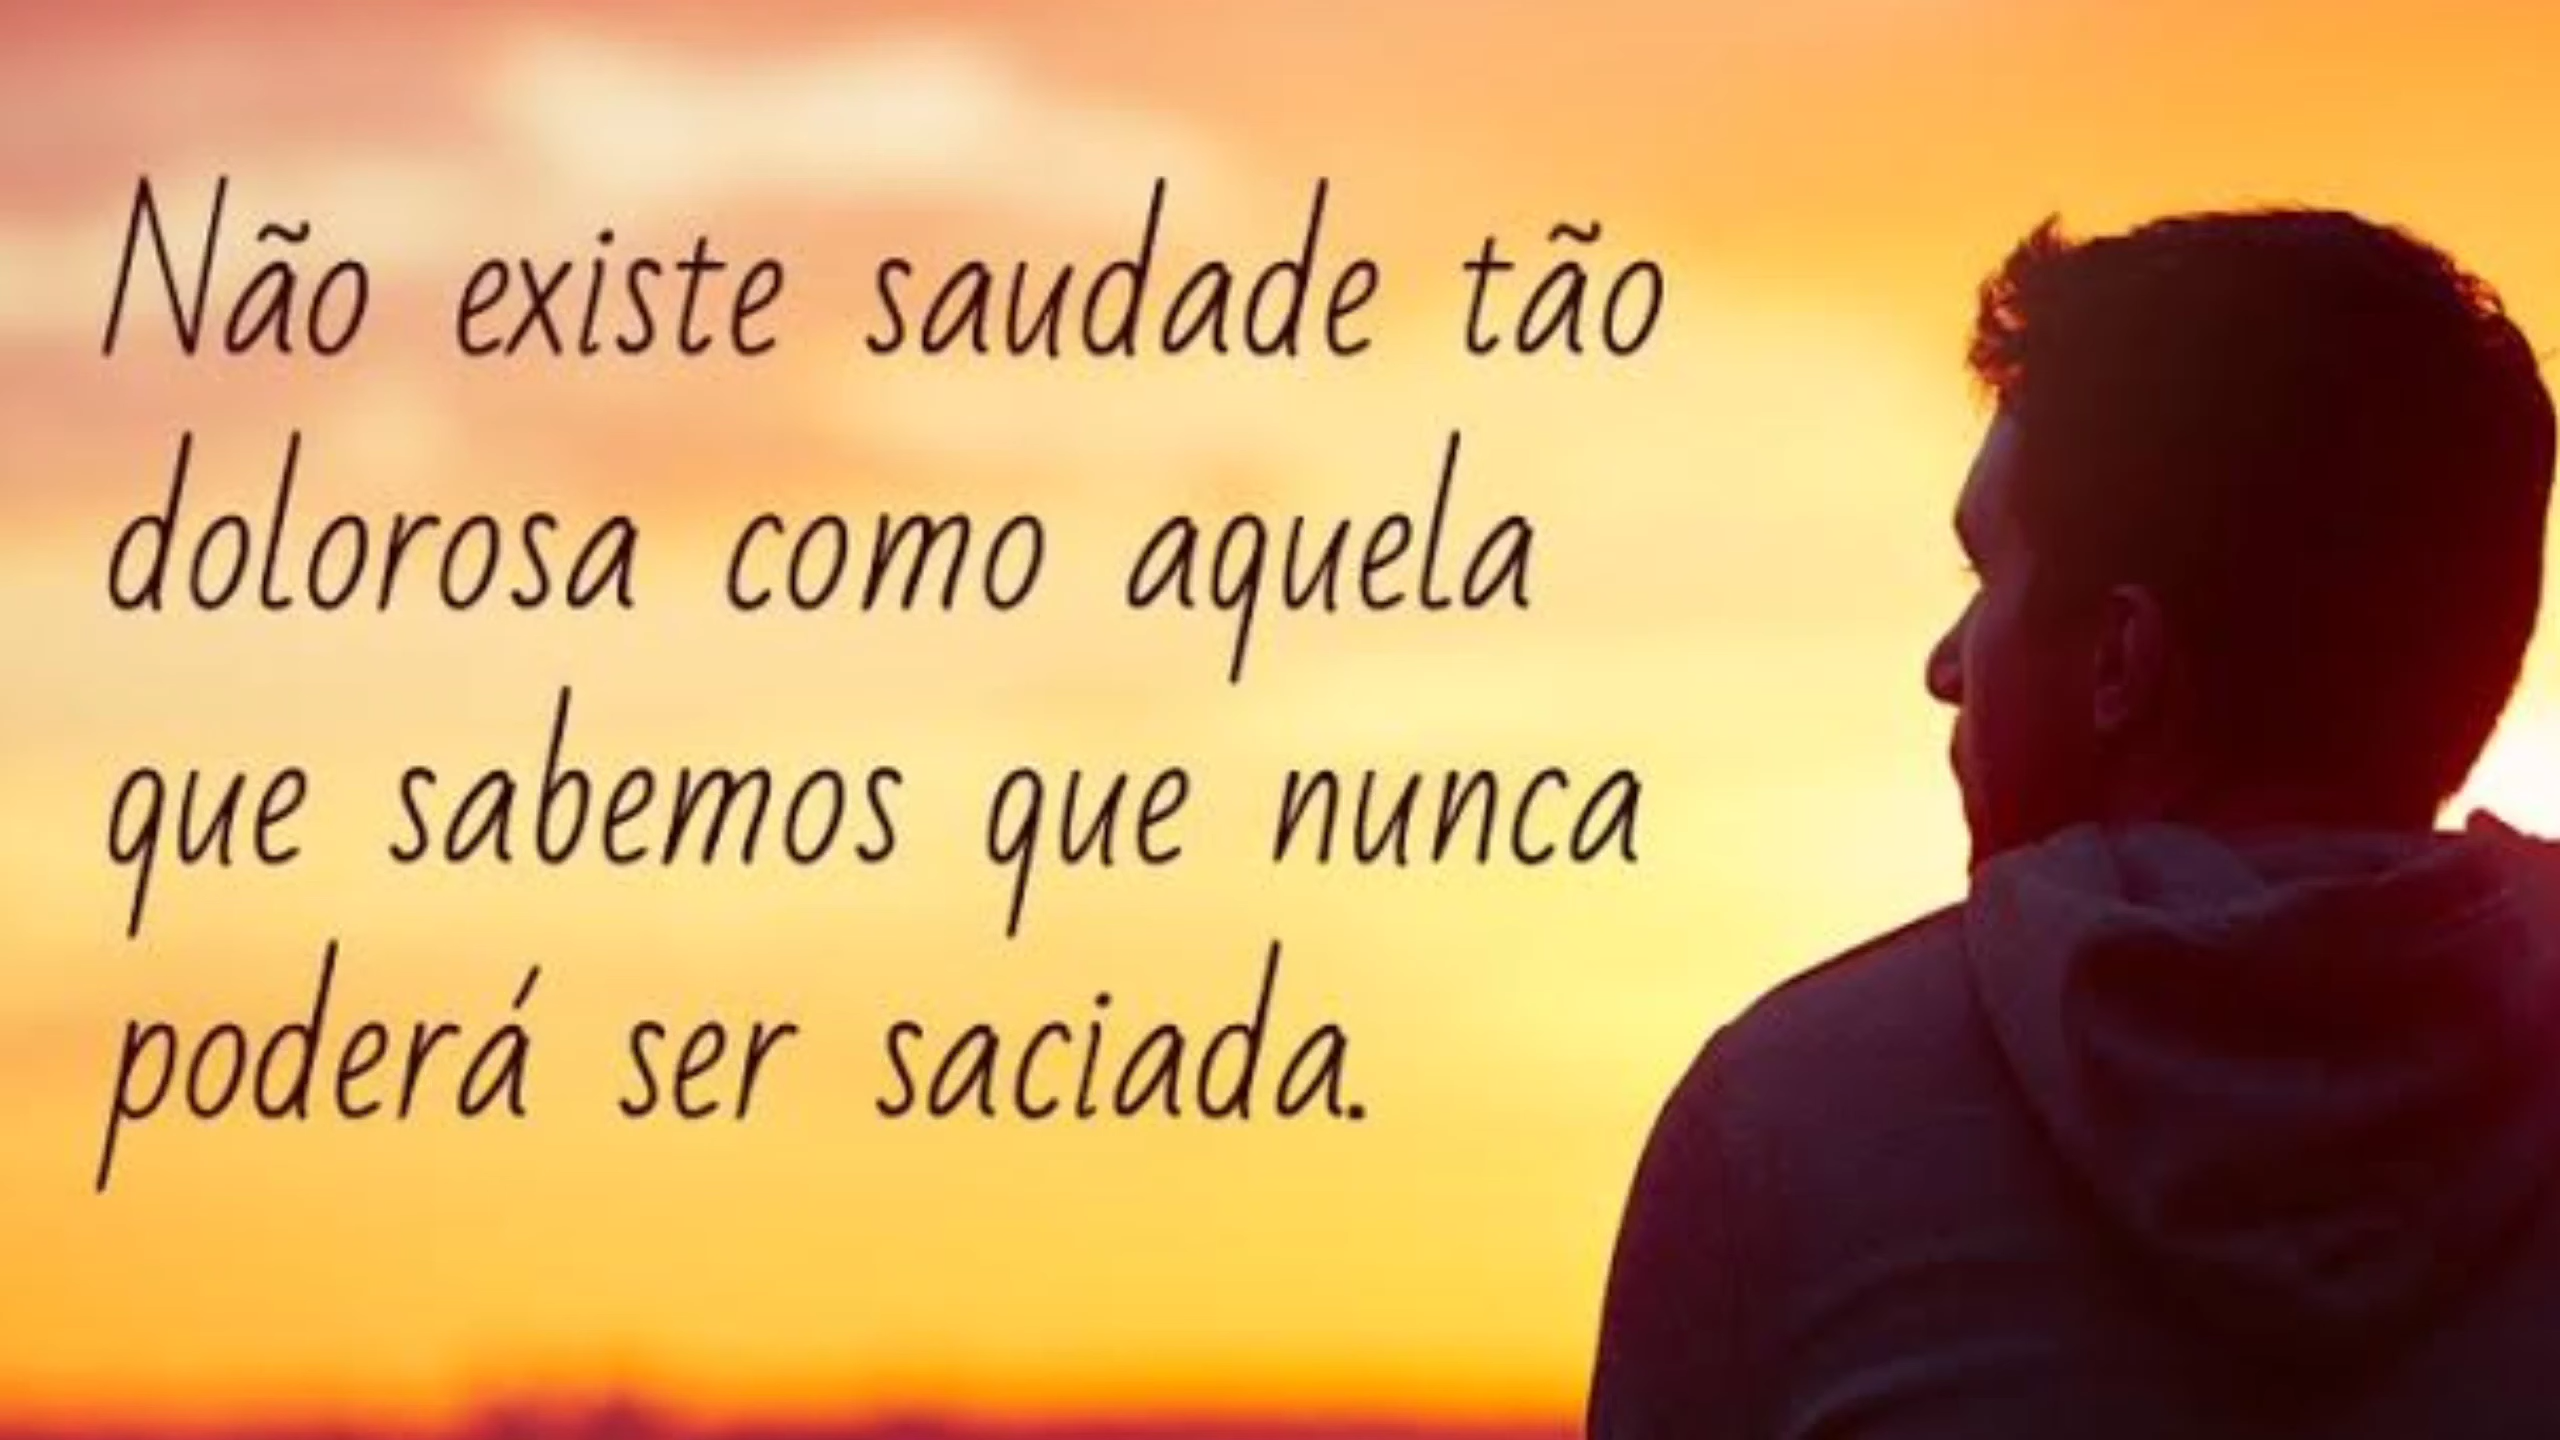 Não existe saudade tão
dolorosa como aquela
que sabemos que nunca
poderá ser saciada.